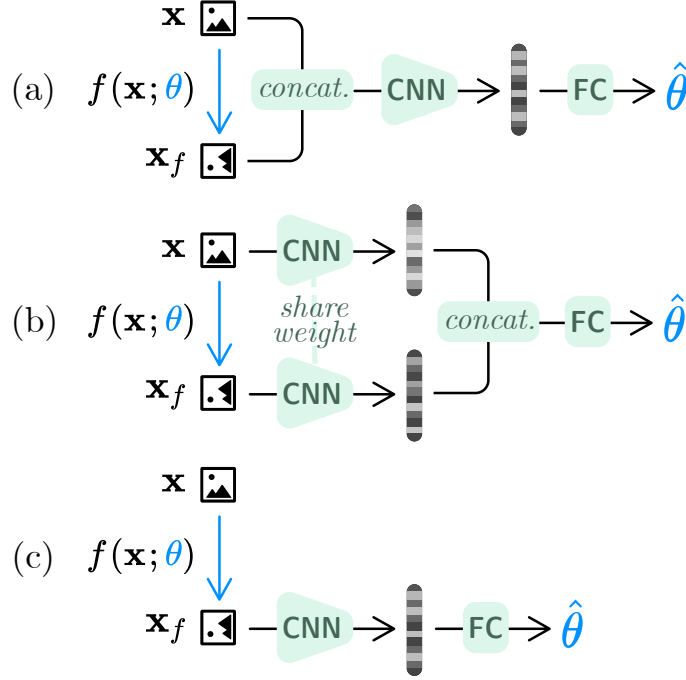 x
(a) f(x; θ) concat. CNN FC θ̂
x_f
x CNN
(b) f(x; θ) share weight concat. FC θ̂
x_f CNN
x
(c) f(x; θ)
x_f CNN FC θ̂